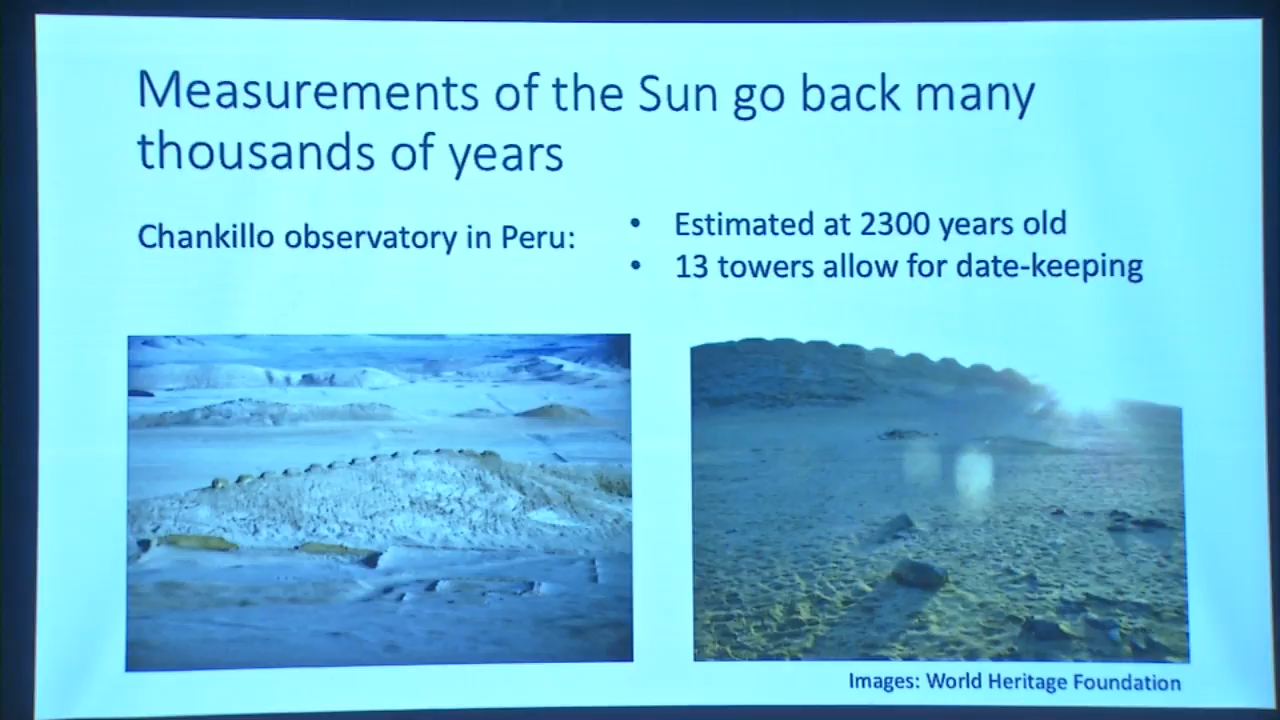 Measurements of the Sun go back many
thousands of years
Chankillo observatory in Peru:
• Estimated at 2300 years old
• 13 towers allow for date-keeping
Images: World Heritage Foundation